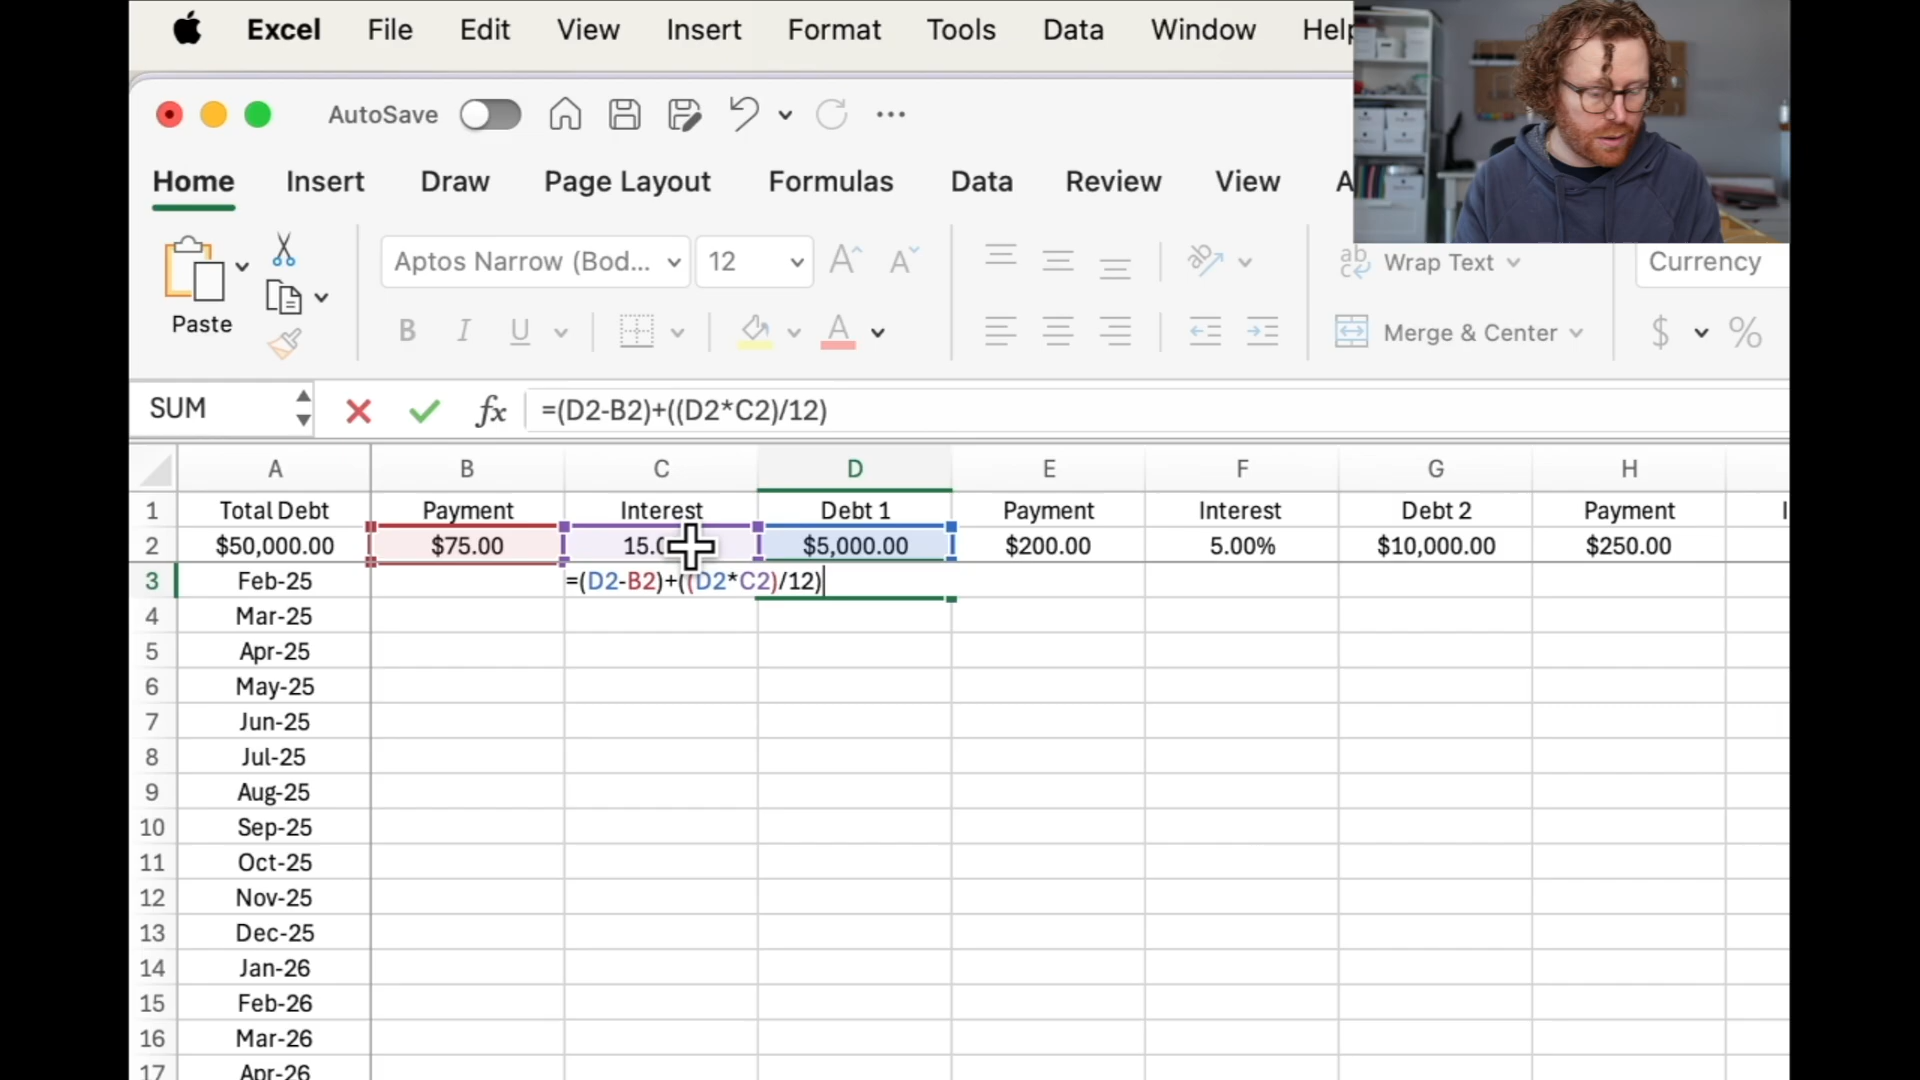 Excel File Edit View Insert Format Tools Data Window Help
AutoSave
Home Insert Draw Page Layout Formulas Data Review View A
Paste
Aptos Narrow (Bod... 12
B I U A
ab Wrap Text
Merge & Center
Currency
$ %
SUM fx =(D2-B2)+((D2*C2)/12)
A B C D E F G H
1 Total Debt Payment Interest Debt 1 Payment Interest Debt 2 Payment I
2 $50,000.00 $75.00 15.0 $5,000.00 $200.00 5.00% $10,000.00 $250.00
3 Feb-25 =(D2-B2)+((D2*C2)/12)
4 Mar-25
5 Apr-25
6 May-25
7 Jun-25
8 Jul-25
9 Aug-25
10 Sep-25
11 Oct-25
12 Nov-25
13 Dec-25
14 Jan-26
15 Feb-26
16 Mar-26
17 Apr-26